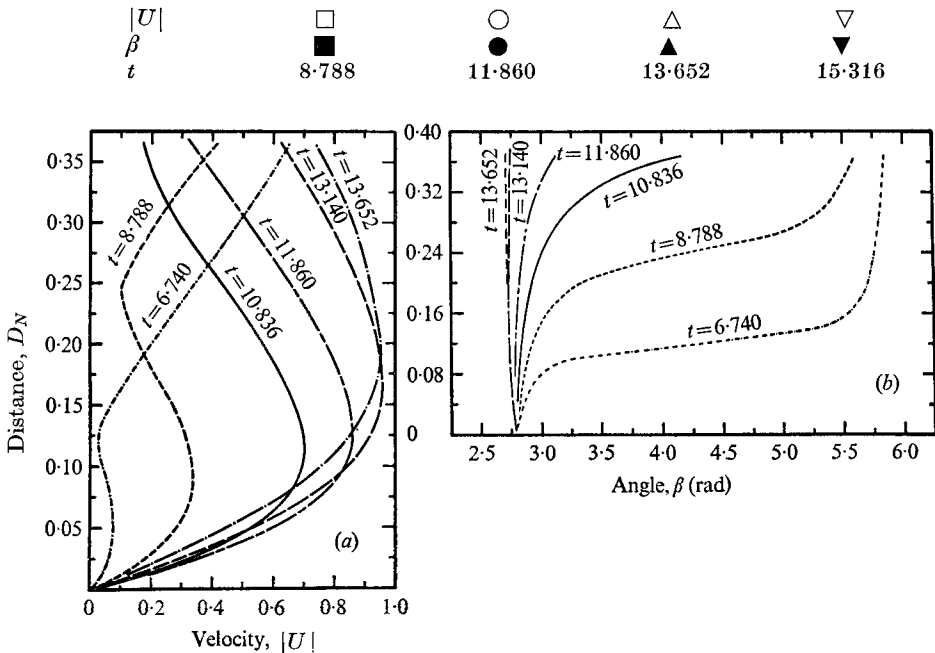 |U| □ ○ △ ▽
β ■ ● ▲ ▼
t 8·788 11·860 13·652 15·316
0·35
0·30
0·25
0·20
0·15
0·10
0·05
0
Distance, D_N
t=8·788
t=6·740
t=10·836
t=11·860
t=13·140
t=13·652
(a)
0 0·2 0·4 0·6 0·8 1·0
Velocity, |U|
0·40
0·32
0·24
0·16
0·08
0
t=13·652
t=13·140
t=11·860
t=10·836
t=8·788
t=6·740
(b)
2·5 3·0 3·5 4·0 4·5 5·0 5·5 6·0
Angle, β (rad)